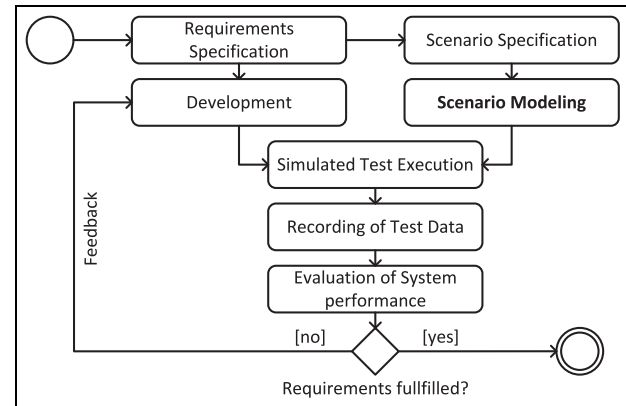 Requirements
Specification
Scenario Specification
Development
Scenario Modeling
Simulated Test Execution
Recording of Test Data
Feedback
Evaluation of System
performance
[no]
[yes]
Requirements fullfilled?